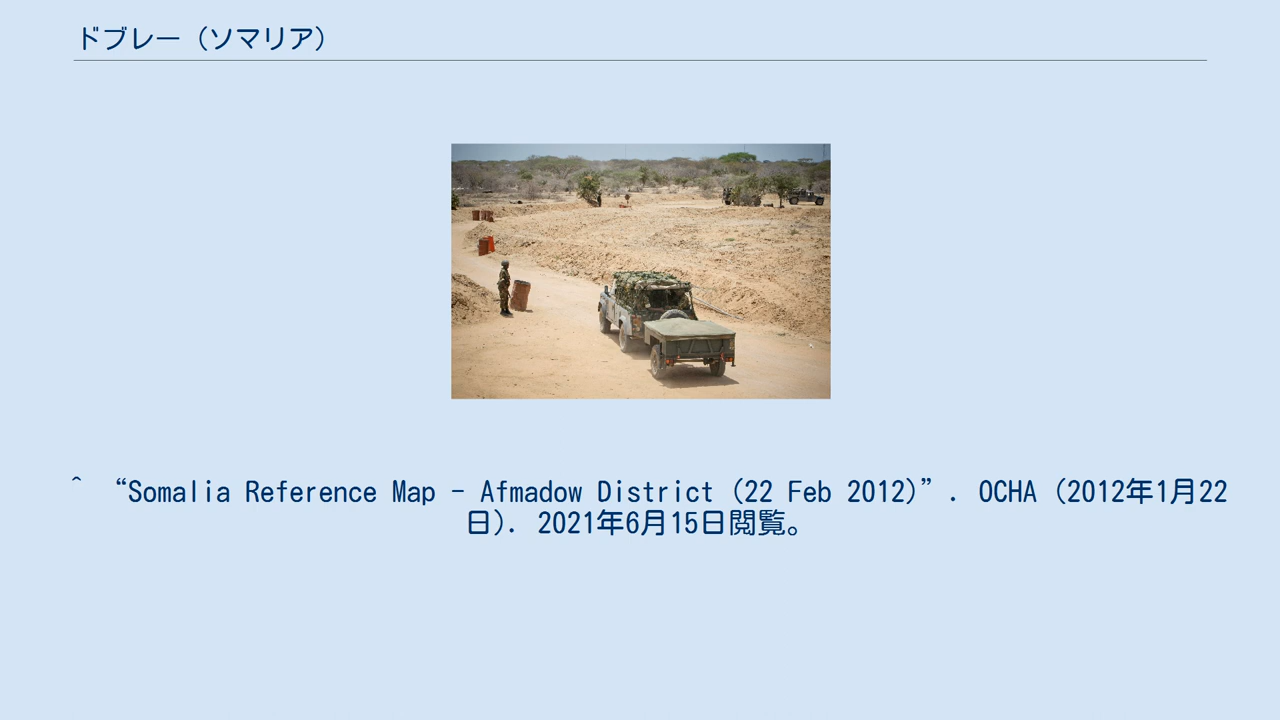 ドブレー（ソマリア）
^ “Somalia Reference Map - Afmadow District (22 Feb 2012)”. OCHA (2012年1月22
日). 2021年6月15日閲覧。